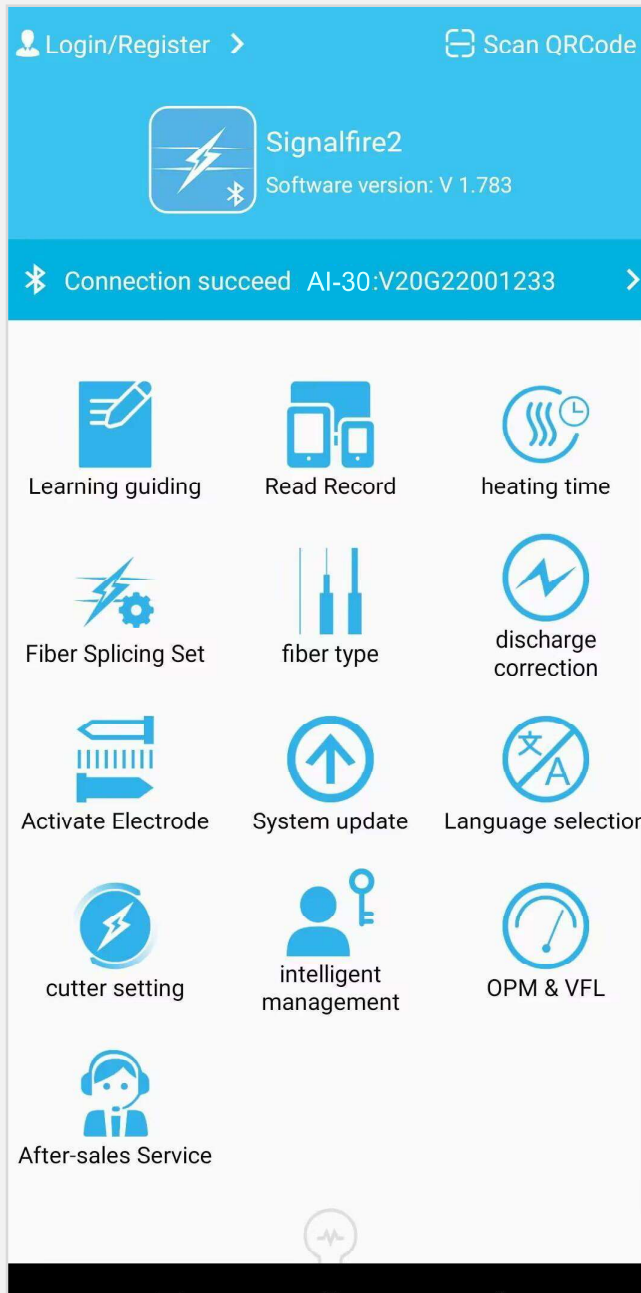 Login/Register
Scan QRCode
Signalfire2
Software version: V 1.783
Connection succeed AI-30:V20G22001233
Learning guiding
Read Record
heating time
Fiber Splicing Set
fiber type
discharge
correction
文
A
Activate Electrode
System update
Language selection
cutter setting
intelligent
management
OPM & VFL
After-sales Service